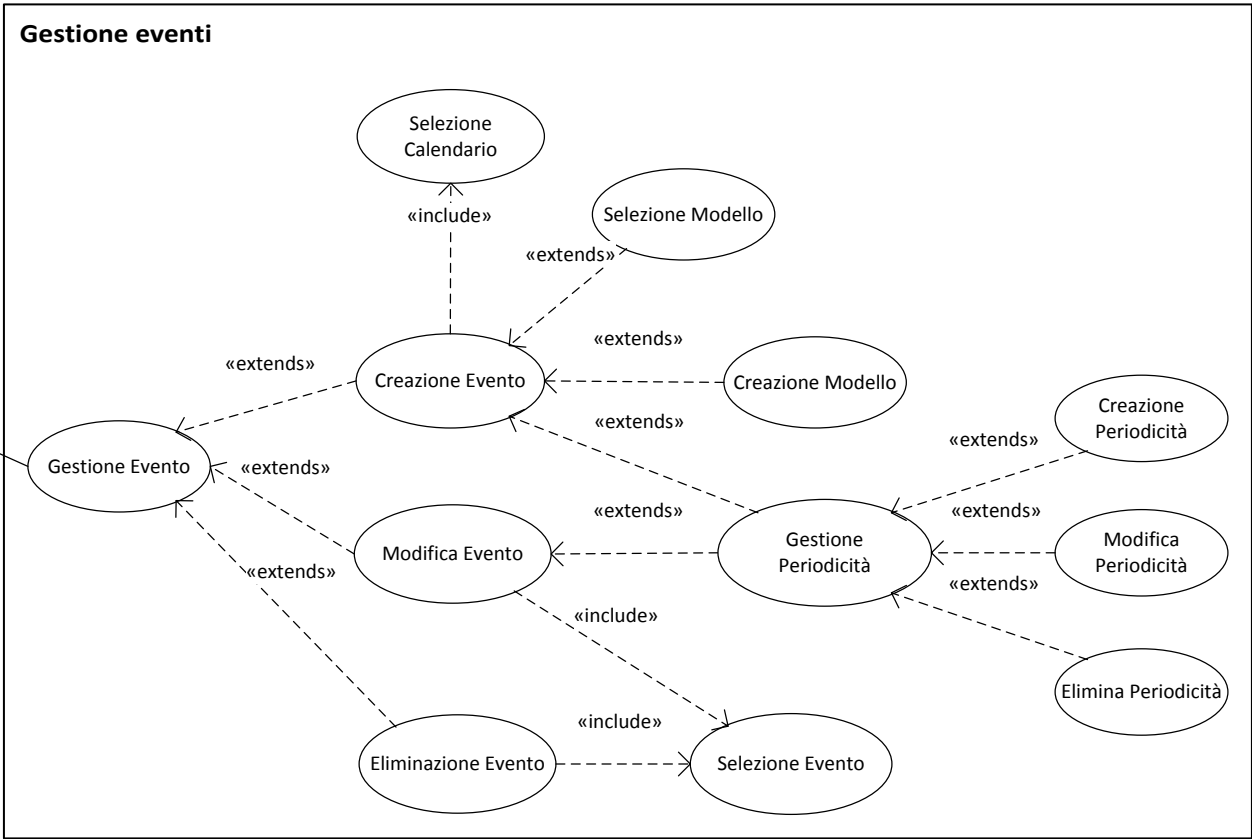 Gestione eventi
Selezione
Calendario
«include»
Selezione Modello
«extends»
«extends»
«extends»
Creazione Evento
Creazione Modello
«extends»
Creazione
Periodicità
«extends»
Gestione Evento
«extends»
«extends»
«extends»
Modifica Evento
Gestione
Periodicità
Modifica
Periodicità
«extends»
«extends»
«include»
Elimina Periodicità
«include»
Eliminazione Evento
Selezione Evento